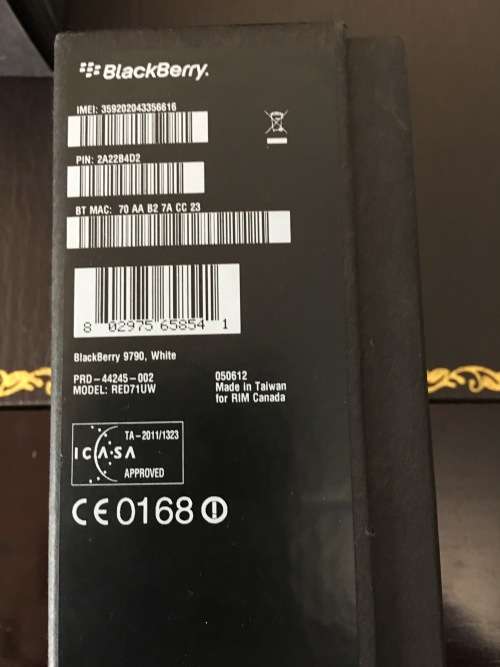 BlackBerry.
IMEI: 359202043356616
PIN: 2A22B4D2
BT MAC: 70 AA B2 7A CC 23
8 02975 65854 1
BlackBerry 9790, White
PRD-44245-002
MODEL: RED71UW
050612
Made in Taiwan
for RIM Canada
TA-2011/1323
ICASA
APPROVED
CE0168